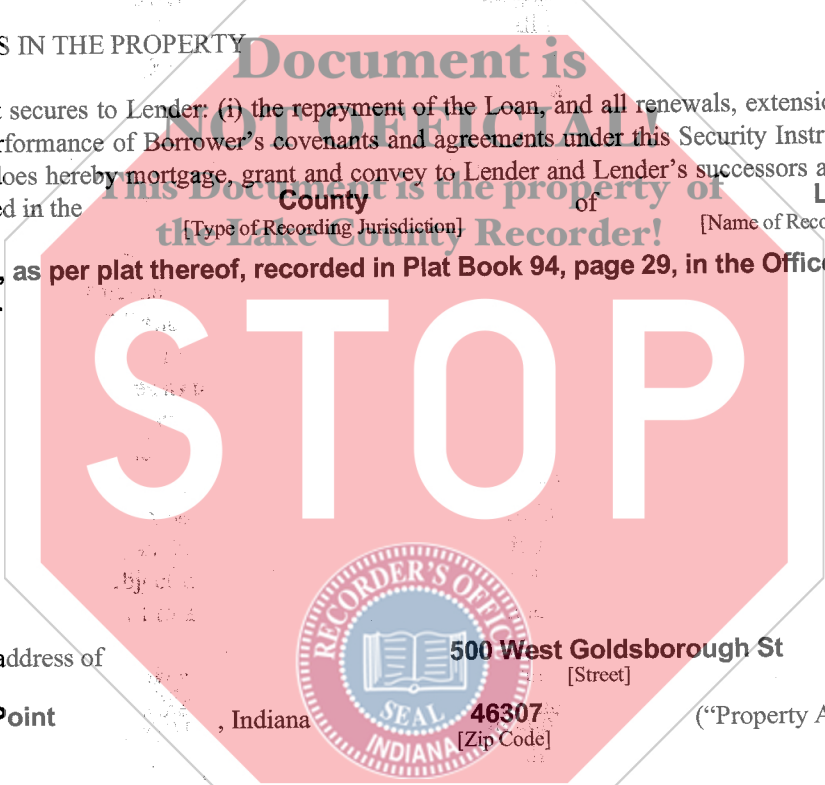 S IN THE PROPERTY
Document is
secures to Lender: (i) the repayment of the Loan, and all renewals, extensio
NOT OFFICIAL!
rformance of Borrower's covenants and agreements under this Security Instr
loes hereby mortgage, grant and convey to Lender and Lender's successors a
This Document is the property of
ed in the County of L
[Type of Recording Jurisdiction] [Name of Reco
the Lake County Recorder!
, as per plat thereof, recorded in Plat Book 94, page 29, in the Office
STOP
RECORDER'S OFFICE
address of 500 West Goldsborough St
[Street]
SEAL
Point , Indiana 46307 ("Property A
[Zip Code]
INDIANA